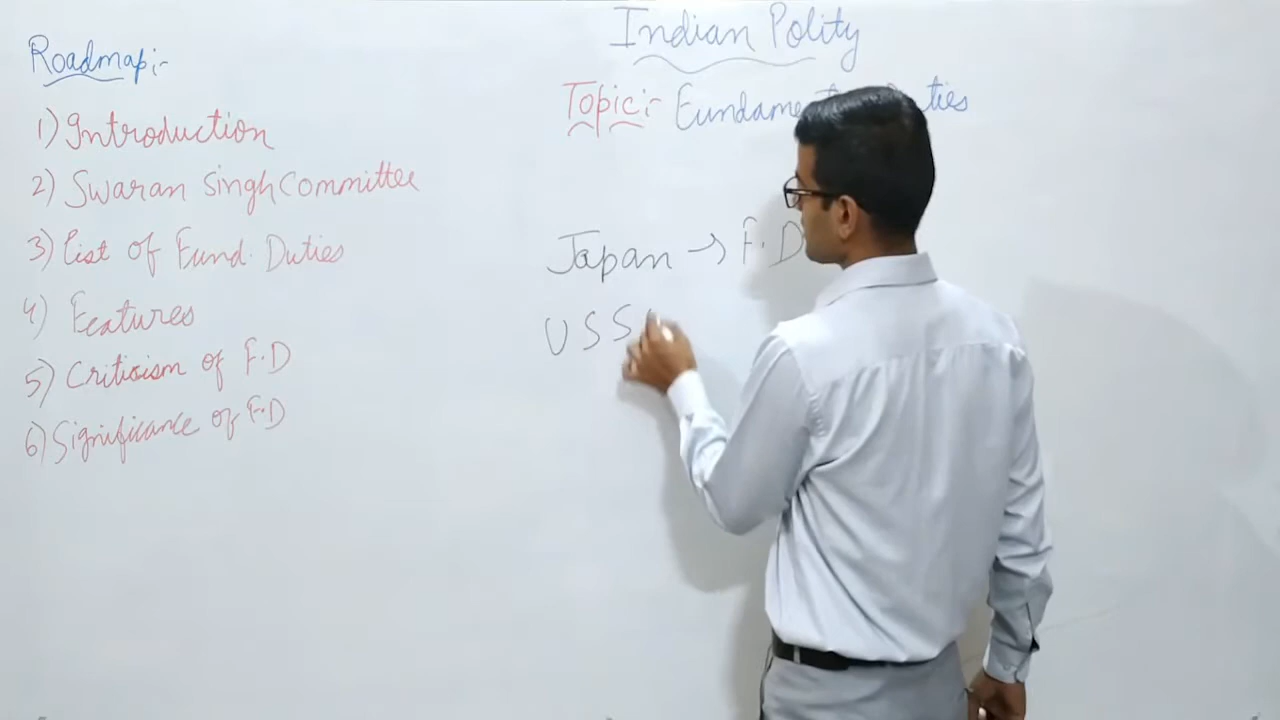 Roadmap:-
1) Introduction
2) Swaran Singh Committee
3) List of Fund. Duties
4) Features
5) Criticism of F.D
6) Significance of F.D
Indian Polity
Topic:- Fundame ties
Japan → F.D
USS